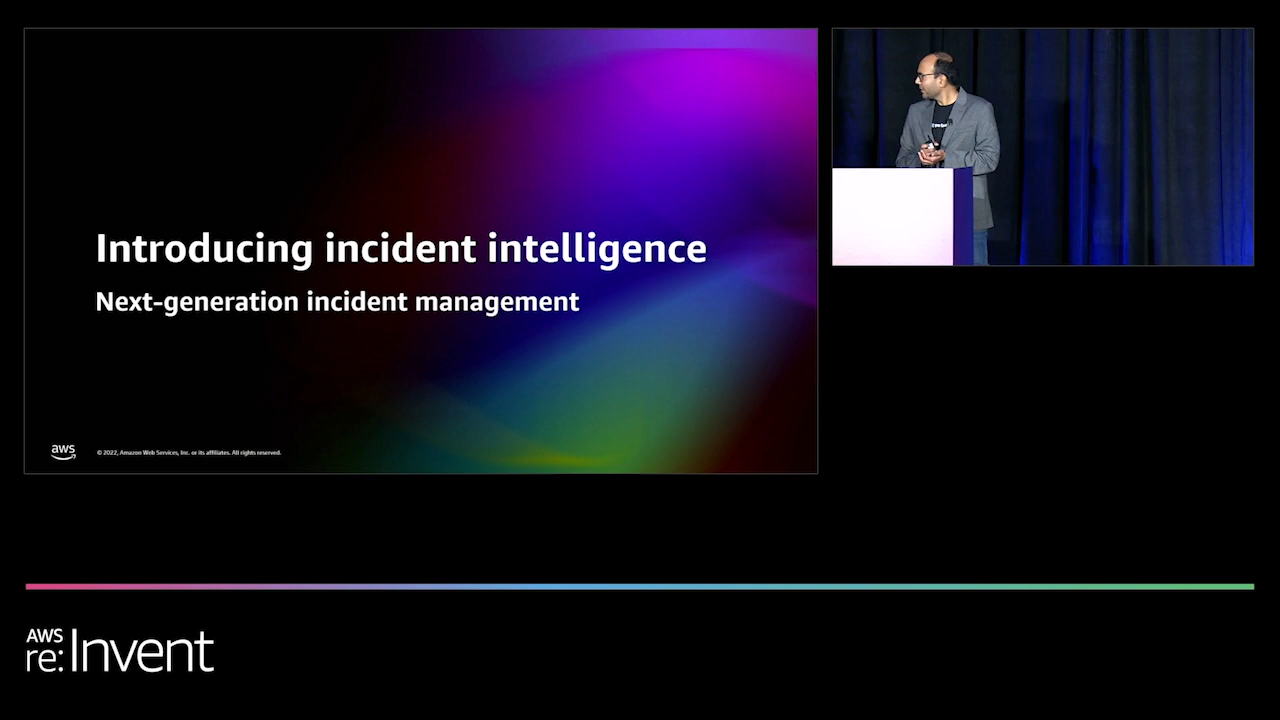 Introducing incident intelligence
Next-generation incident management
aws
© 2022, Amazon Web Services, Inc. or its affiliates. All rights reserved.
AWS
re:Invent